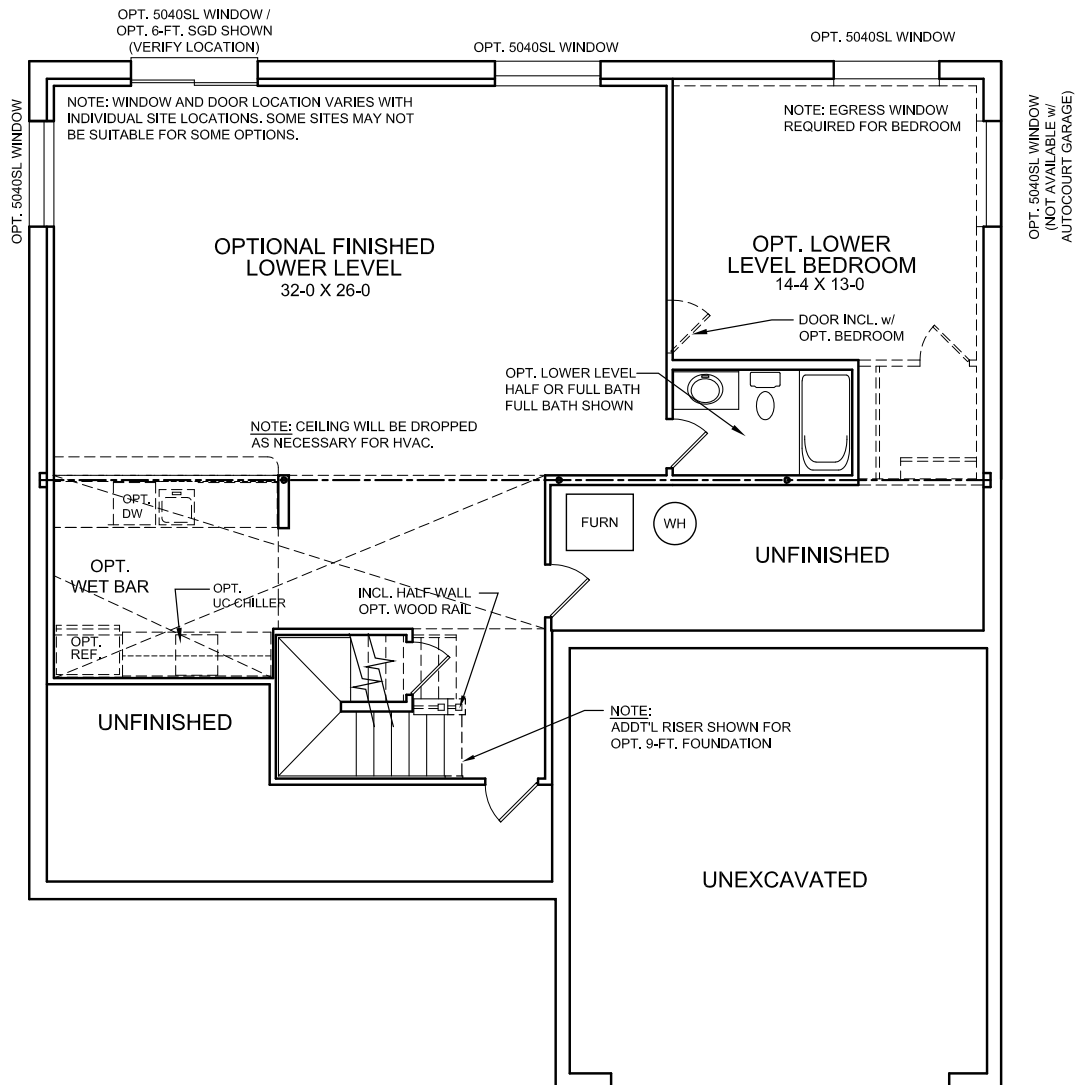 OPT. 5040SL WINDOW /
OPT. 6-FT. SGD SHOWN
(VERIFY LOCATION)
OPT. 5040SL WINDOW
OPT. 5040SL WINDOW
OPT. 5040SL WINDOW
NOTE: WINDOW AND DOOR LOCATION VARIES WITH
INDIVIDUAL SITE LOCATIONS. SOME SITES MAY NOT
BE SUITABLE FOR SOME OPTIONS.
NOTE: EGRESS WINDOW
REQUIRED FOR BEDROOM
OPT. 5040SL WINDOW
(NOT AVAILABLE w/
AUTOCOURT GARAGE)
OPTIONAL FINISHED
LOWER LEVEL
32-0 X 26-0
OPT. LOWER
LEVEL BEDROOM
14-4 X 13-0
DOOR INCL. w/
OPT. BEDROOM
OPT. LOWER LEVEL
HALF OR FULL BATH
FULL BATH SHOWN
NOTE: CEILING WILL BE DROPPED
AS NECESSARY FOR HVAC.
OPT.
DW
FURN
WH
UNFINISHED
OPT.
WET BAR
OPT.
UC CHILLER
INCL. HALF WALL
OPT. WOOD RAIL
OPT.
REF.
UNFINISHED
NOTE:
ADDT'L RISER SHOWN FOR
OPT. 9-FT. FOUNDATION
UNEXCAVATED